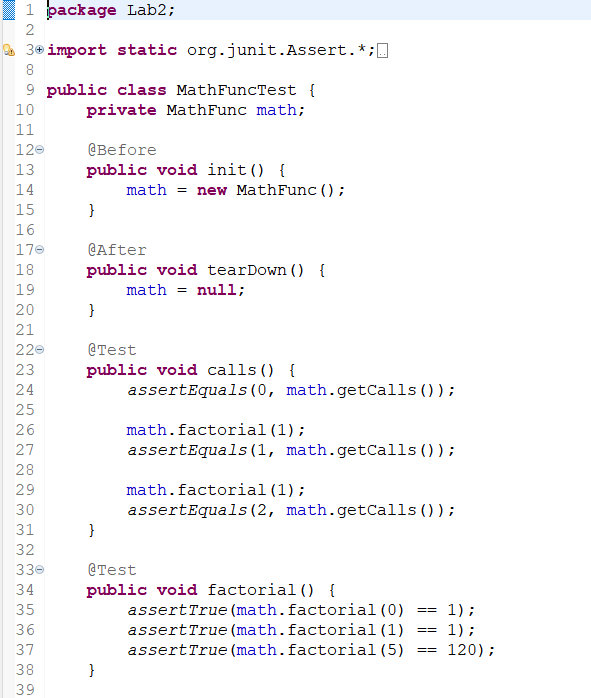 1 package Lab2;
2
3 import static org.junit.Assert.*;
8
9 public class MathFuncTest {
10     private MathFunc math;
11
12     @Before
13     public void init() {
14         math = new MathFunc();
15     }
16
17     @After
18     public void tearDown() {
19         math = null;
20     }
21
22     @Test
23     public void calls() {
24         assertEquals(0, math.getCalls());
25
26         math.factorial(1);
27         assertEquals(1, math.getCalls());
28
29         math.factorial(1);
30         assertEquals(2, math.getCalls());
31     }
32
33     @Test
34     public void factorial() {
35         assertTrue(math.factorial(0) == 1);
36         assertTrue(math.factorial(1) == 1);
37         assertTrue(math.factorial(5) == 120);
38     }
39